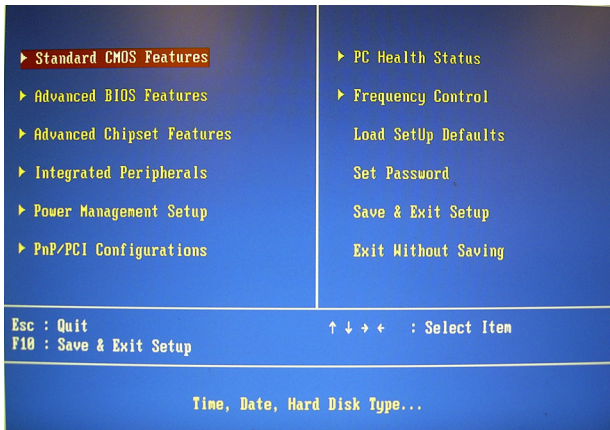 Standard CMOS Features
Advanced BIOS Features
Advanced Chipset Features
Integrated Peripherals
Power Management Setup
PnP/PCI Configurations
PC Health Status
Frequency Control
Load SetUp Defaults
Set Password
Save & Exit Setup
Exit Without Saving
Esc : Quit
F10 : Save & Exit Setup
↑ ↓ → ← : Select Item
Time, Date, Hard Disk Type...